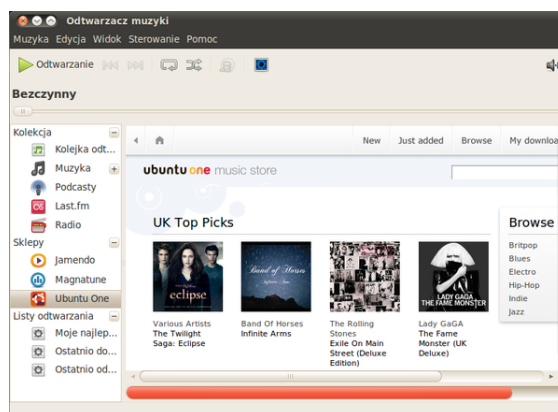 Odtwarzacz muzyki
Muzyka Edycja Widok Sterowanie Pomoc
Odtwarzanie
Bezczynny
Kolekcja
Kolejka odt...
Muzyka
Podcasty
Last.fm
Radio
Sklepy
Jamendo
Magnatune
Ubuntu One
Listy odtwarzania
Moje najlep...
Ostatnio do...
Ostatnio od...
New Just added Browse My downloa
ubuntu one music store
UK Top Picks
eclipse
Band of Horses
Infinite Arms
LADY GAGA
THE FAME MONSTER
Various Artists
The Twilight
Saga: Eclipse
Band Of Horses
Infinite Arms
The Rolling
Stones
Exile On Main
Street (Deluxe
Edition)
Lady GaGA
The Fame
Monster (UK
Deluxe)
Browse
Britpop
Blues
Electro
Hip-Hop
Indie
Jazz